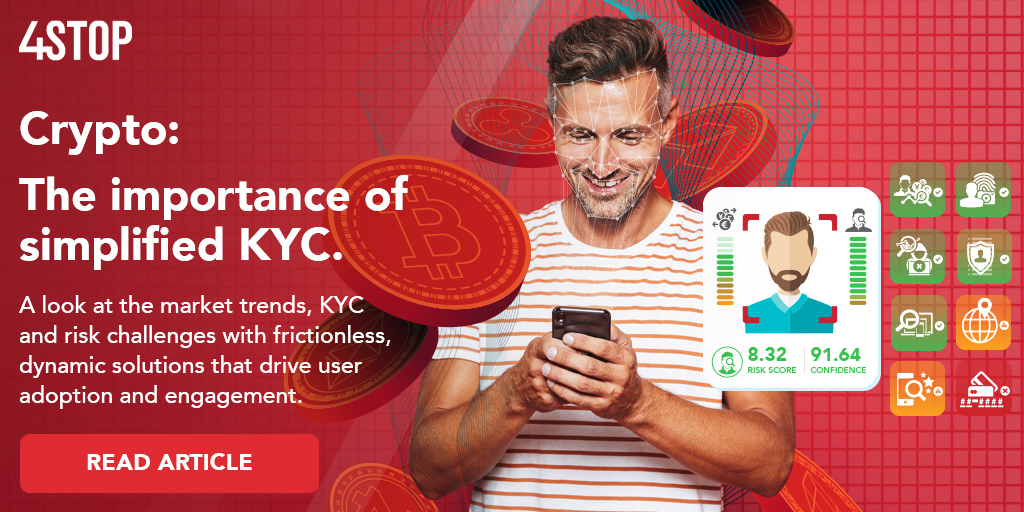 4STOP
Crypto:
The importance of
simplified KYC.
A look at the market trends, KYC
and risk challenges with frictionless,
dynamic solutions that drive user
adoption and engagement.
READ ARTICLE
8.32
RISK SCORE
91.64
CONFIDENCE